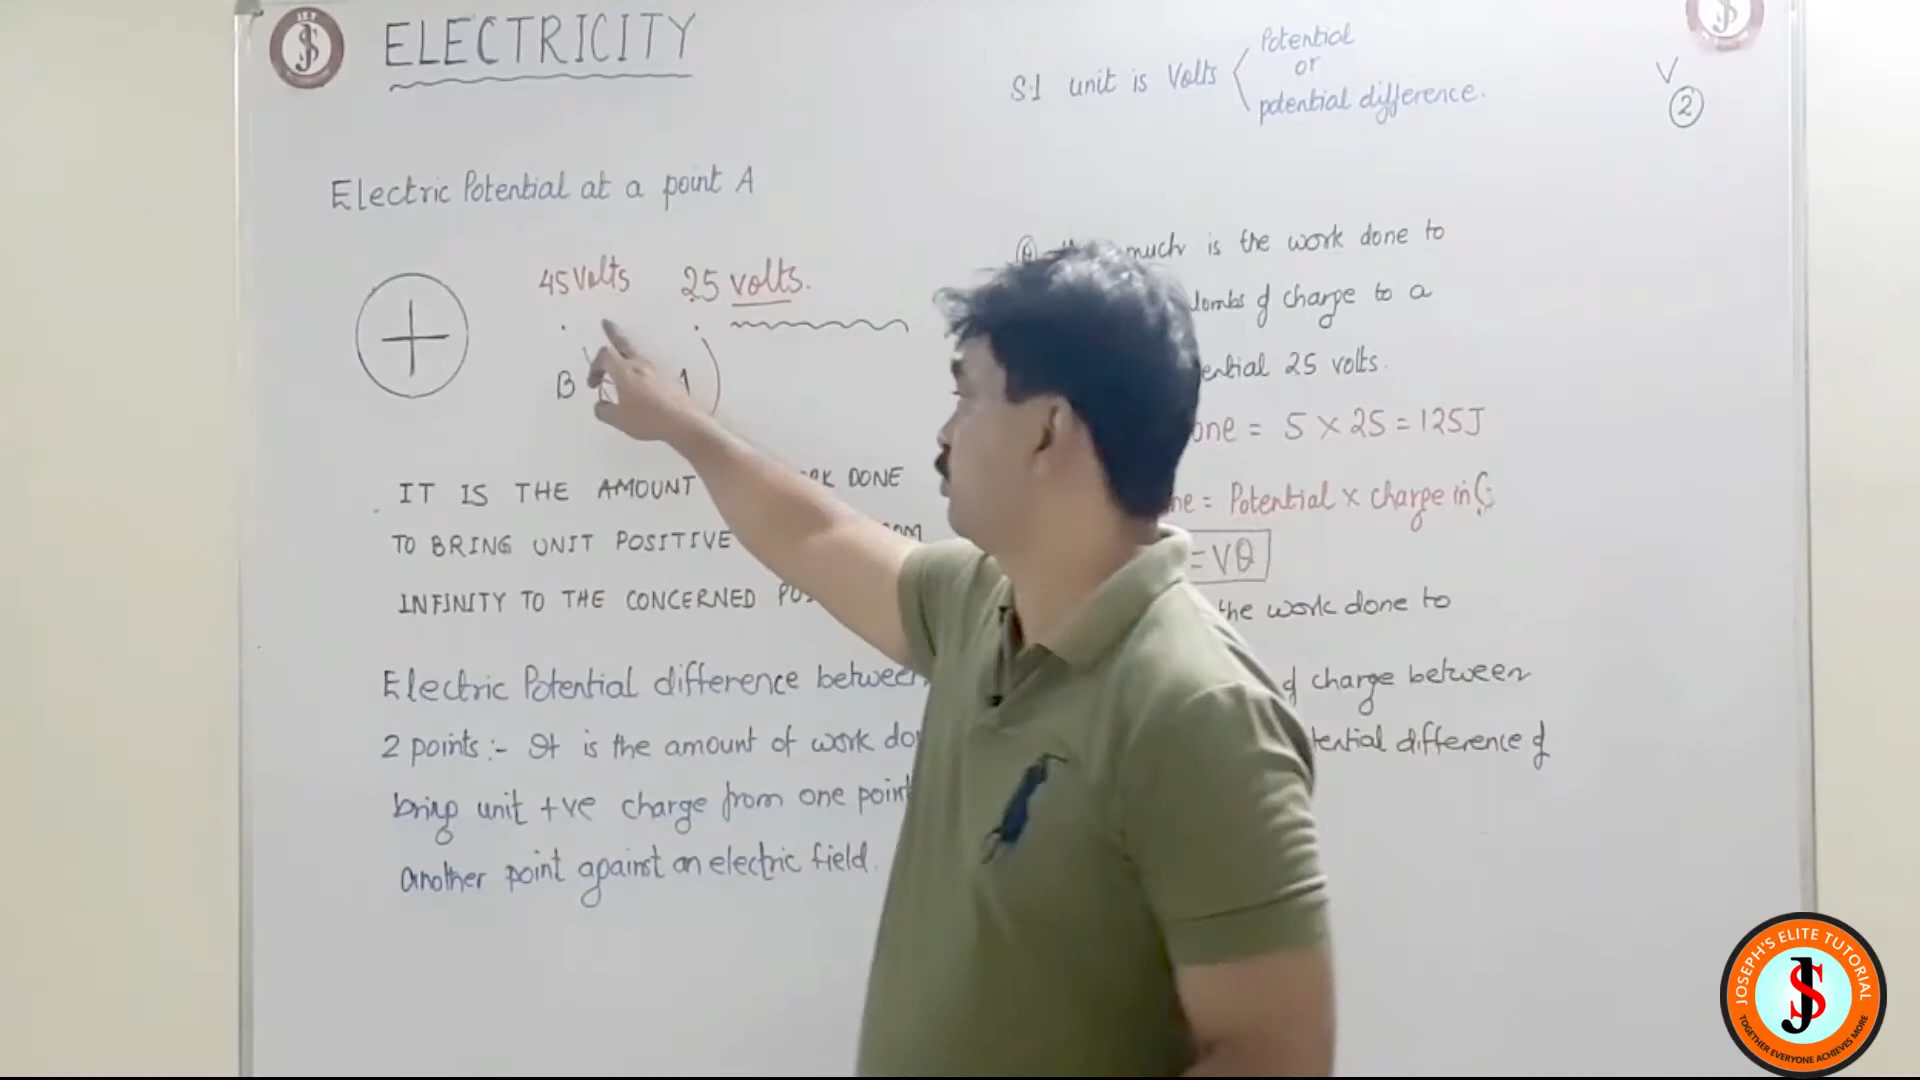 ELECTRICITY
S.I unit is Volts
Potential
or
potential difference.
V
2
Electric Potential at a point A
45 Volts 25 volts.
B
IT IS THE AMOUNT DONE
TO BRING UNIT POSITIVE
INFINITY TO THE CONCERNED
Electric Potential difference between
2 points :- It is the amount of work
bring unit +ve charge from one point
another point against an electric field.
much is the work done to
of charge to a
25 volts.
= 5 × 25 = 125J
= Potential × charge in C
= VQ
the work done to
of charge between
difference of
JOSEPH'S ELITE TUTORIAL
JS
TOGETHER EVERYONE ACHIEVES MORE